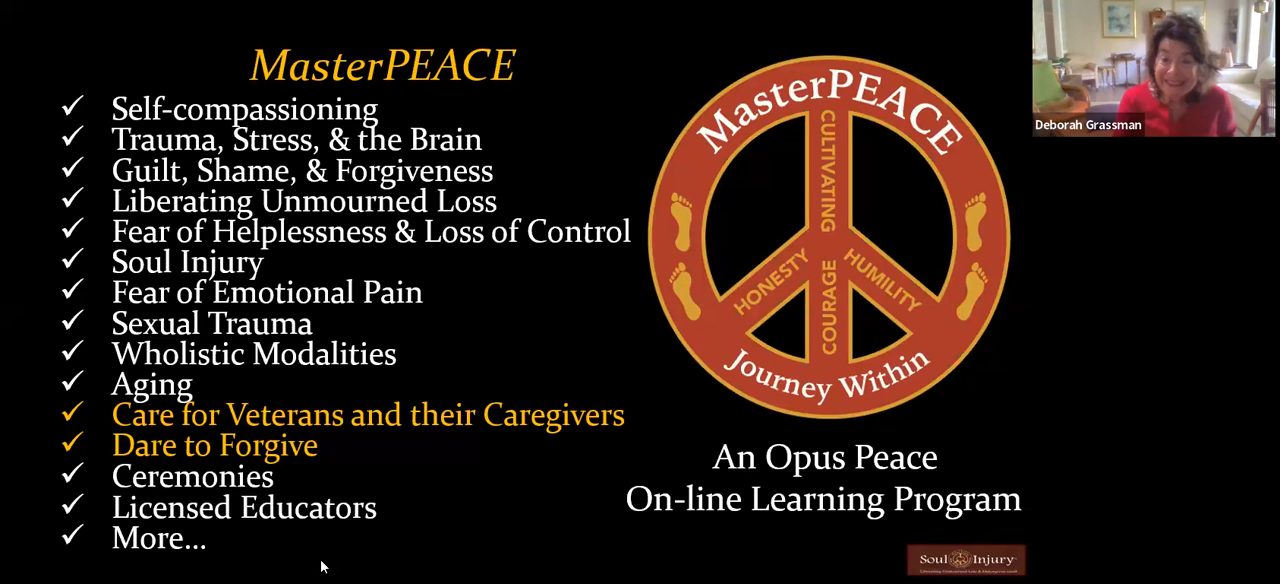 MasterPEACE
✓ Self-compassioning
✓ Trauma, Stress, & the Brain
✓ Guilt, Shame, & Forgiveness
✓ Liberating Unmourned Loss
✓ Fear of Helplessness & Loss of Control
✓ Soul Injury
✓ Fear of Emotional Pain
✓ Sexual Trauma
✓ Wholistic Modalities
✓ Aging
✓ Care for Veterans and their Caregivers
✓ Dare to Forgive
✓ Ceremonies
✓ Licensed Educators
✓ More...
MasterPEACE
CULTIVATING
HONESTY
COURAGE
HUMILITY
Journey Within
An Opus Peace
On-line Learning Program
Soul Injury
Deborah Grassman